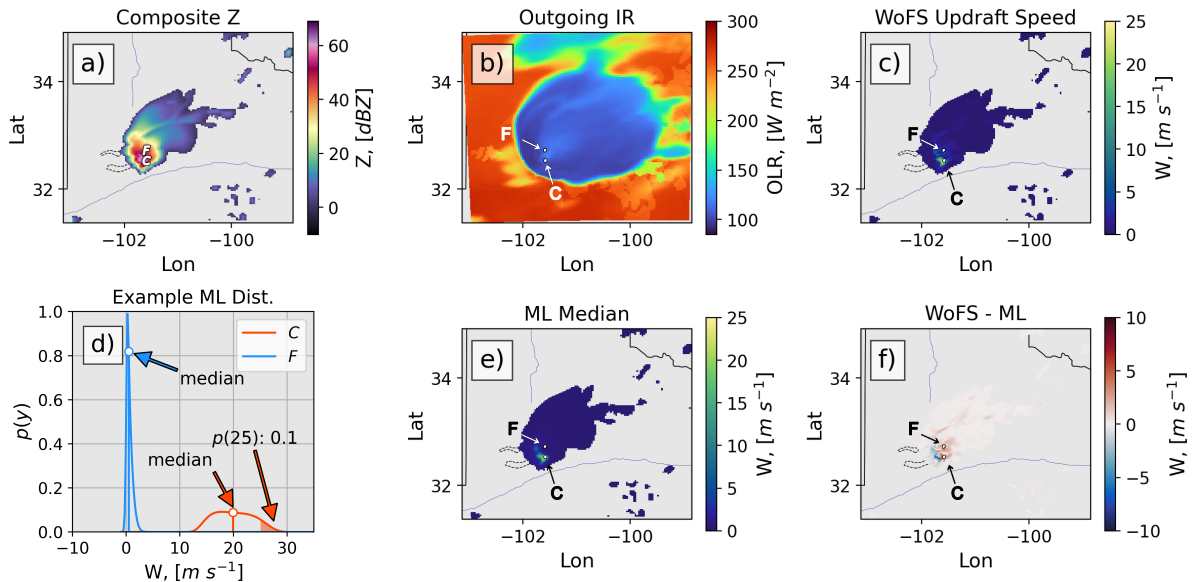 Composite Z
a)
F
C
34
32
Lat
−102
−100
Lon
60
40
20
0
Z, [dBZ]
Outgoing IR
b)
F
C
−102
−100
Lon
300
250
200
150
100
OLR, [W m⁻²]
WoFS Updraft Speed
c)
F
C
34
32
Lat
−102
−100
Lon
25
20
15
10
5
0
W, [m s⁻¹]
Example ML Dist.
d)
C
F
median
p(25): 0.1
median
1.0
0.8
0.6
0.4
0.2
0.0
p(y)
−10
0
10
20
30
W, [m s⁻¹]
ML Median
e)
F
C
34
32
Lat
−102
−100
Lon
25
20
15
10
5
0
W, [m s⁻¹]
WoFS - ML
f)
F
C
34
32
Lat
−102
−100
Lon
10
5
0
−5
−10
W, [m s⁻¹]